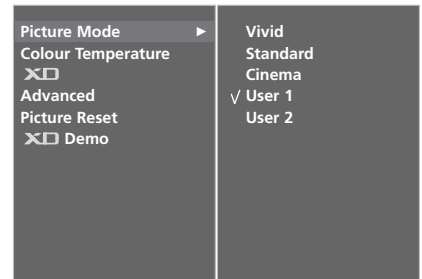 Picture Mode ►
Colour Temperature
XD
Advanced
Picture Reset
XD Demo
Vivid
Standard
Cinema
√ User 1
User 2